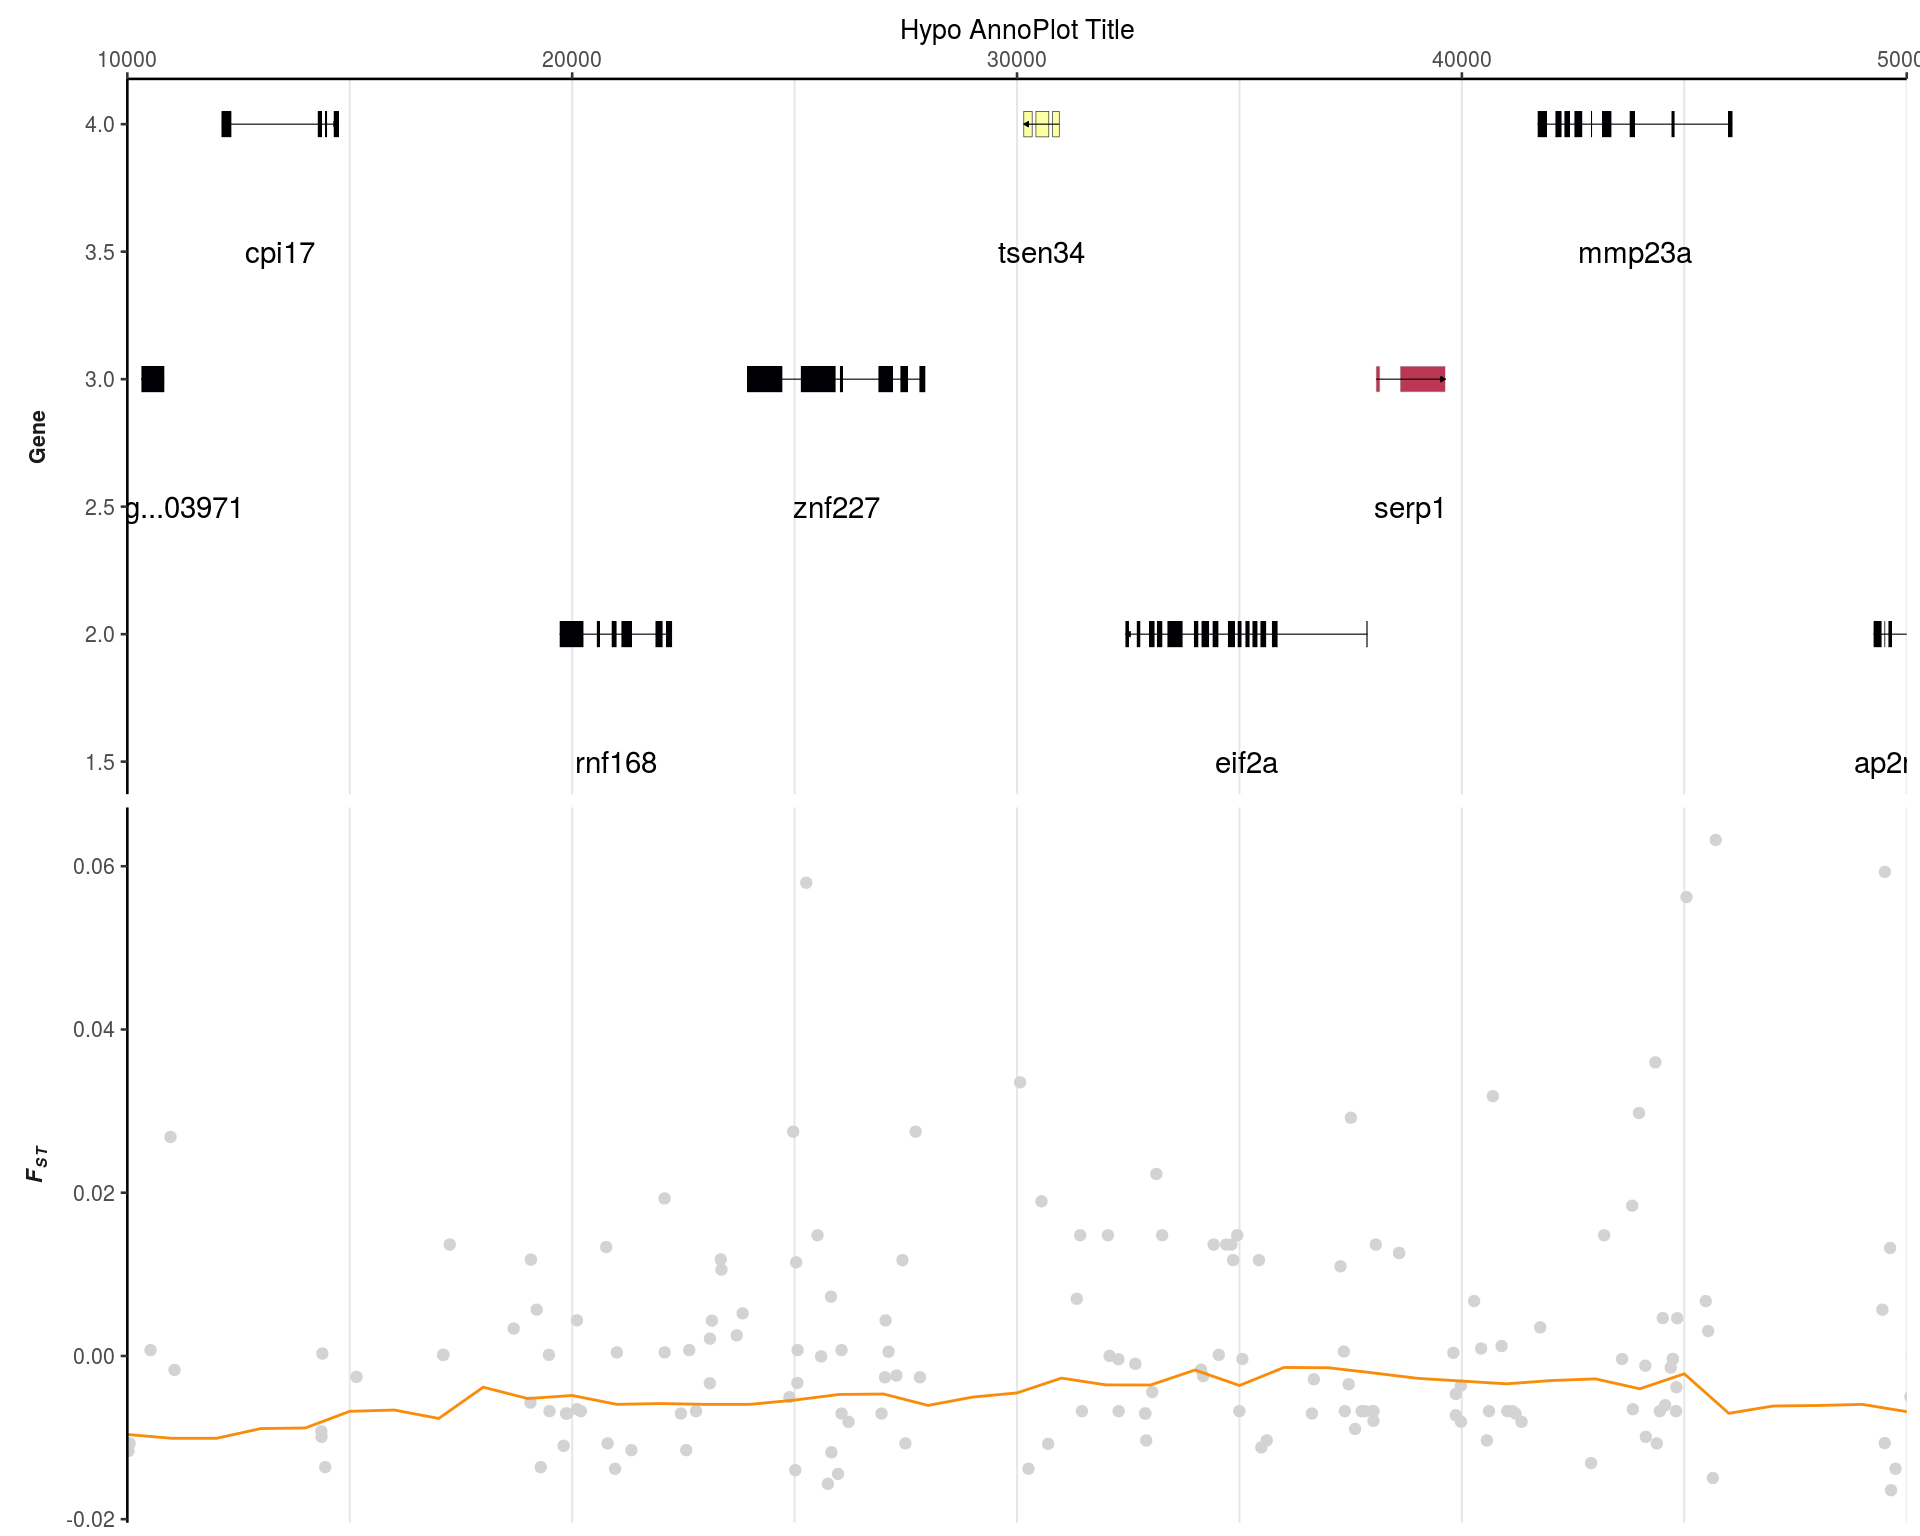 Hypo AnnoPlot Title
10000 20000 30000 40000 5000
4.0
cpi17 tsen34 mmp23a
3.5
3.0
Gene
g...03971 znf227 serp1
2.5
2.0
rnf168 eif2a ap2
1.5
0.06
0.04
0.02
FST
0.00
-0.02